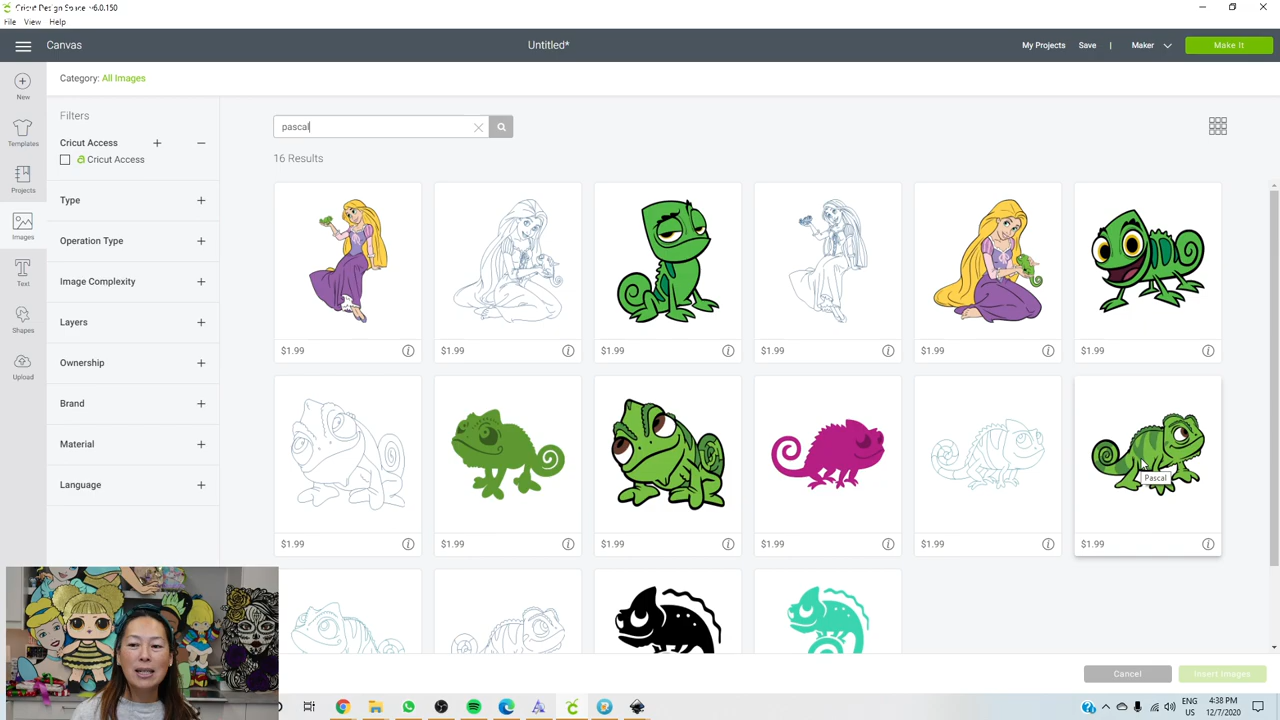 Cricut Design Space v6.0.150
File View Help
Canvas
Untitled*
My Projects Save | Maker
Make It
New
Templates
Projects
Images
Text
Shapes
Upload
Category: All Images
Filters
Cricut Access
Cricut Access
Type
Operation Type
Image Complexity
Layers
Ownership
Brand
Material
Language
pascal
16 Results
$1.99 $1.99 $1.99 $1.99 $1.99 $1.99
Pascal
$1.99 $1.99 $1.99 $1.99 $1.99 $1.99
Cancel
Insert Images
ENG
US
4:38 PM
12/7/2020